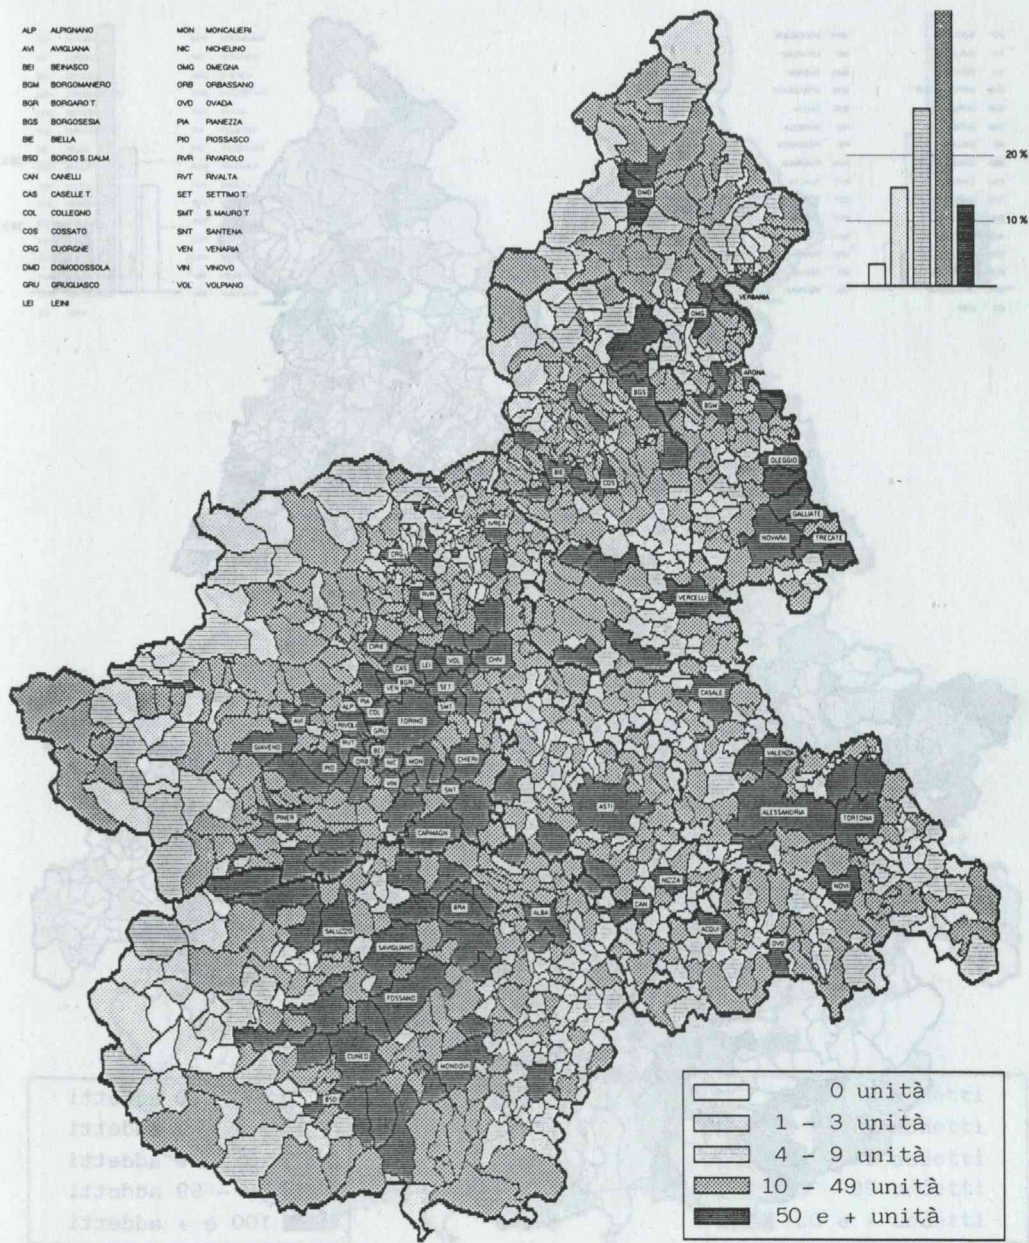 ALP ALPIGNANO
AVI AVIGLIANA
BEI BEINASCO
BGM BORGOMANERO
BGR BORGARO T.
BGS BORGOSESIA
BIE BIELLA
BSD BORGO S. DALM.
CAN CANELLI
CAS CASELLE T.
COL COLLEGNO
COS COSSATO
CRG CUORGNE
DMD DOMODOSSOLA
GRU GRUGLIASCO
LEI LEINI
MON MONCALIERI
NIC NICHELINO
OMG OMEGNA
ORB ORBASSANO
OVD OVADA
PIA PIANEZZA
PIO PIOSSASCO
RVR RIVAROLO
RVT RIVALTA
SET SETTIMO T.
SMT S. MAURO T
SNT SANTENA
VEN VENARIA
VIN VINOVO
VOL VOLPIANO
20 %
10 %
DMD
VERBANIA
OMG
ARONA
BGS
BGM
OLEGGIO
BIE
COS
GALLIATE
NOVARA
TRECATE
IVREA
CRG
RVR
VERCELLI
CIRIE
CAS
LEI
VOL
CHIV
VEN
BGR
SET
CASALE
ALP
PIA
COL
SMT
AVI
RIVOL
TORINO
GRU
GIAVENO
RVT
BEI
VALENZA
PIO
ORB
NIC
MON
CHIERI
VIN
SNT
ASTI
ALESSANDRIA
TORTONA
PINER
CARMAGN
NIZZA
NOVI
CAN
BRA
ALBA
SALUZZO
ACQUI
OVD
SAVIGLIANO
FOSSANO
CUNEO
MONDOVI
BSD
0 unità
1 - 3 unità
4 - 9 unità
10 - 49 unità
50 e + unità